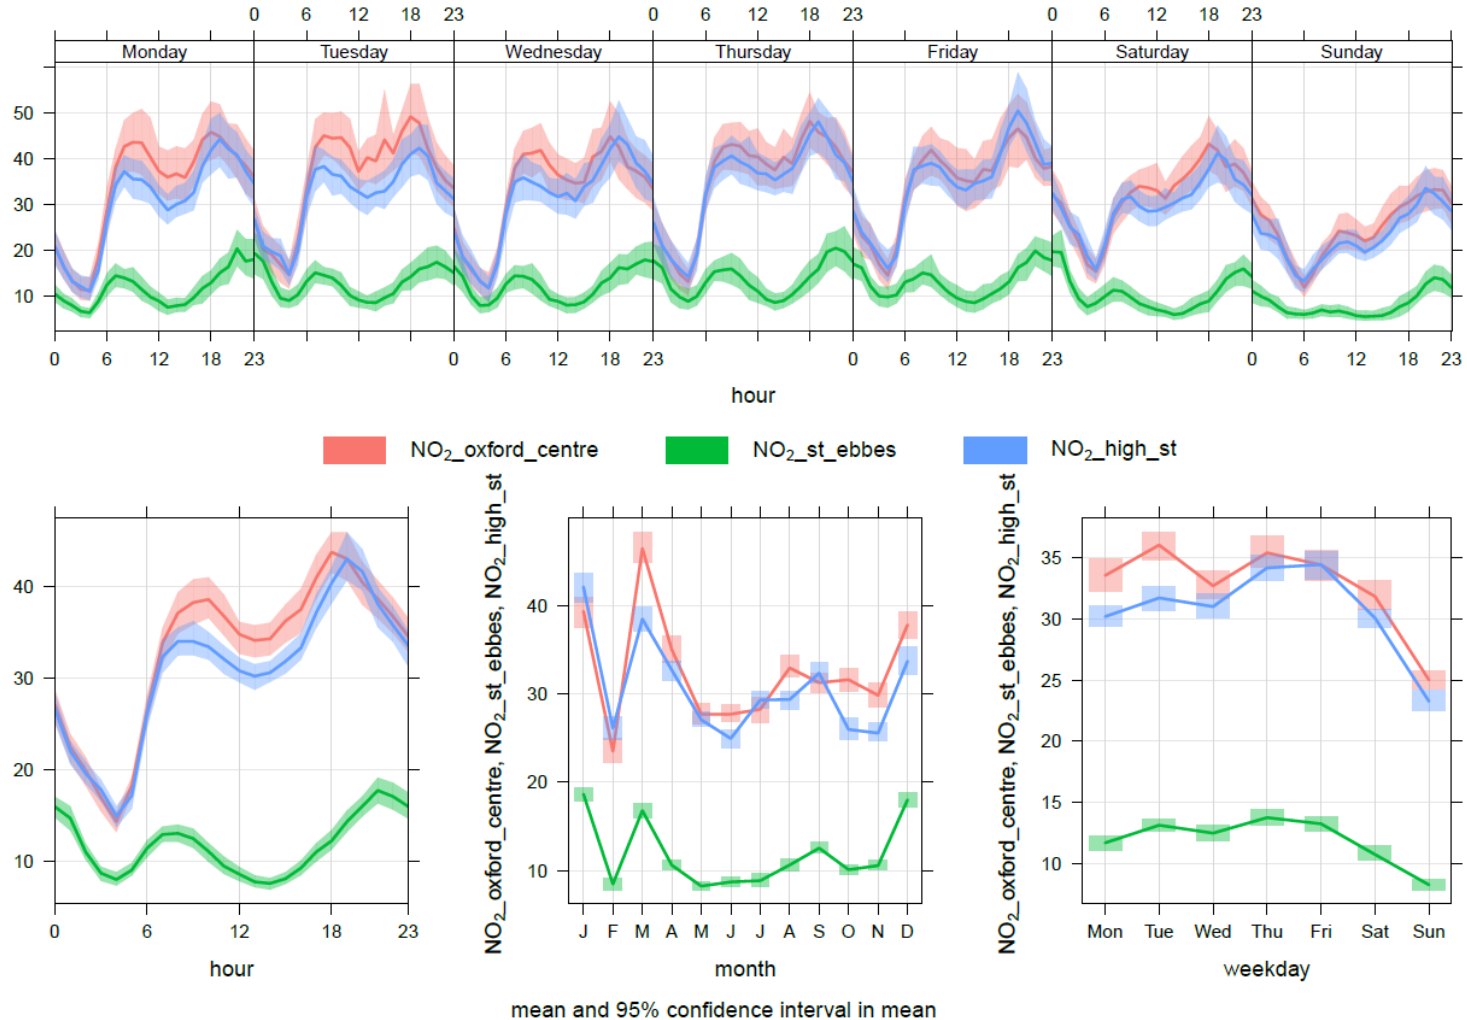 0 6 12 18 23 0 6 12 18 23 0 6 12 18 23
Monday Tuesday Wednesday Thursday Friday Saturday Sunday
50
40
30
20
10
0 6 12 18 23 0 6 12 18 23 0 6 12 18 23 0 6 12 18 23
hour
NO₂_oxford_centre NO₂_st_ebbes NO₂_high_st
40
30
20
10
0 6 12 18 23
hour
NO₂_oxford_centre, NO₂_st_ebbes, NO₂_high_st
40
30
20
10
J F M A M J J A S O N D
month
NO₂_oxford_centre, NO₂_st_ebbes, NO₂_high_st
35
30
25
20
15
10
Mon Tue Wed Thu Fri Sat Sun
weekday
mean and 95% confidence interval in mean